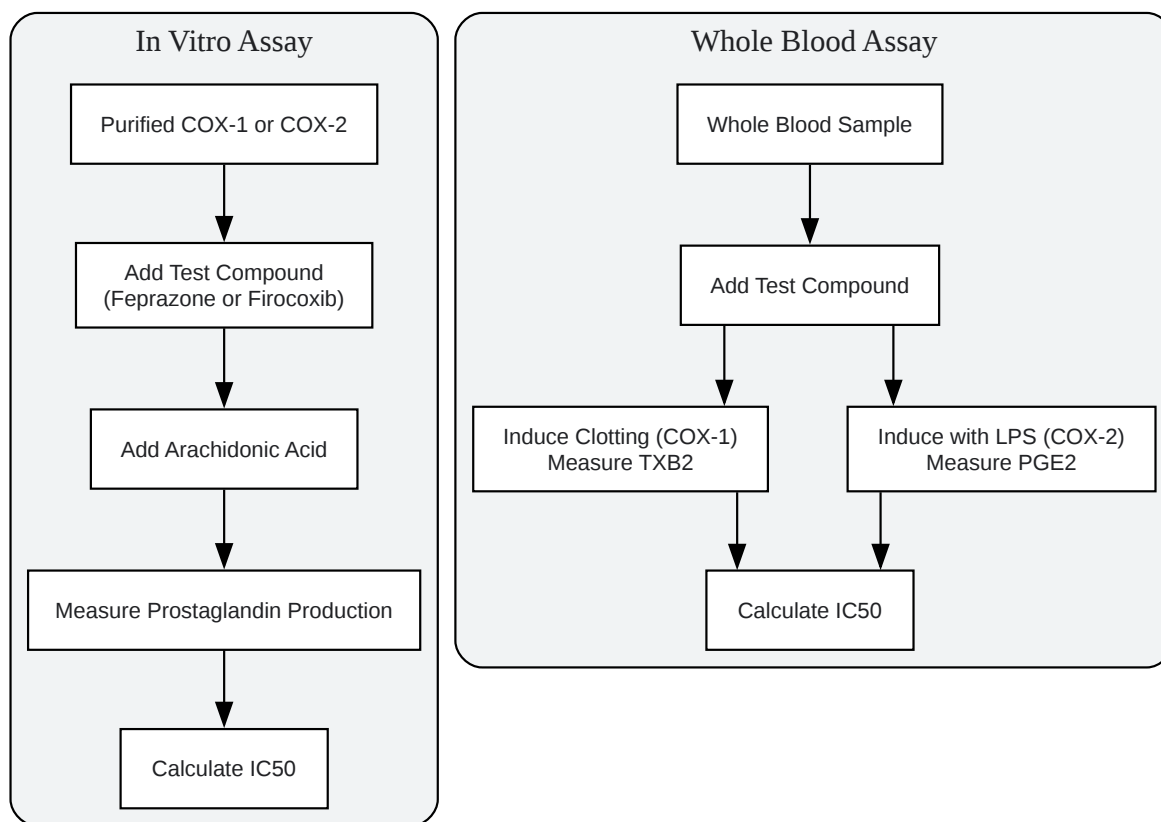 In Vitro Assay
Purified COX-1 or COX-2
Add Test Compound
(Feprazone or Firocoxib)
Add Arachidonic Acid
Measure Prostaglandin Production
Calculate IC50
Whole Blood Assay
Whole Blood Sample
Add Test Compound
Induce Clotting (COX-1)
Measure TXB2
Induce with LPS (COX-2)
Measure PGE2
Calculate IC50